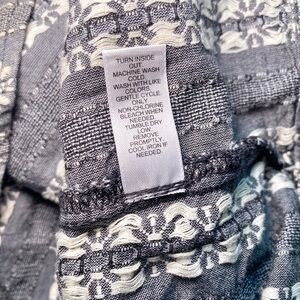 TURN INSIDE
OUT.
MACHINE WASH
COLD.
WASH WITH LIKE
COLORS.
GENTLE CYCLE
ONLY
NON-CHLORINE
BLEACH WHEN
NEEDED.
TUMBLE DRY
LOW.
REMOVE
PROMPTLY.
COOL IRON IF
NEEDED.